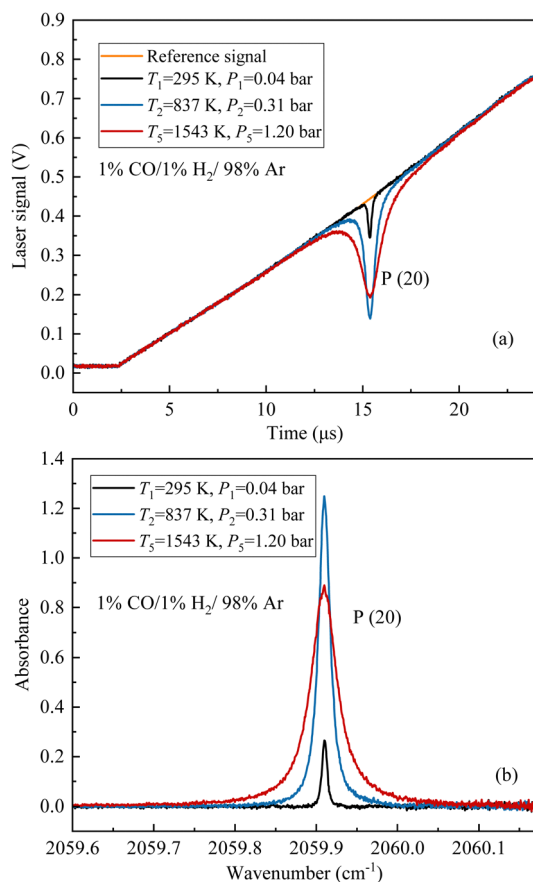 0.9
0.8
0.7
0.6
0.5
0.4
0.3
0.2
0.1
0.0
Laser signal (V)
Reference signal
T₁=295 K, P₁=0.04 bar
T₂=837 K, P₂=0.31 bar
T₅=1543 K, P₅=1.20 bar
1% CO/1% H₂/ 98% Ar
P (20)
(a)
0 5 10 15 20
Time (μs)
1.4
1.2
1.0
0.8
0.6
0.4
0.2
0.0
Absorbance
T₁=295 K, P₁=0.04 bar
T₂=837 K, P₂=0.31 bar
T₅=1543 K, P₅=1.20 bar
1% CO/1% H₂/ 98% Ar
P (20)
(b)
2059.6 2059.7 2059.8 2059.9 2060.0 2060.1
Wavenumber (cm⁻¹)